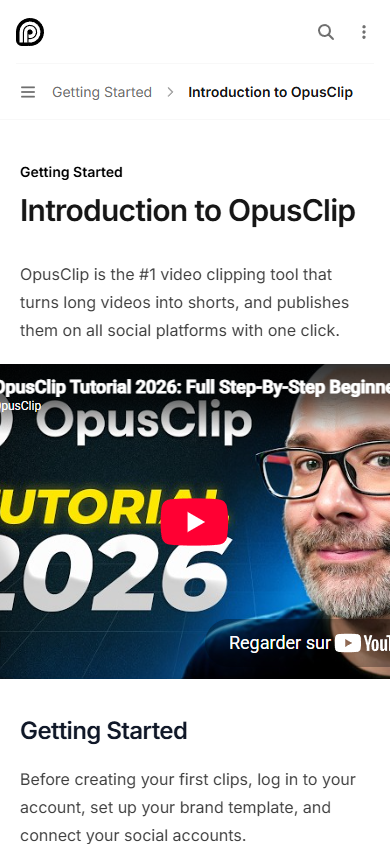 Getting Started
Introduction to OpusClip
Getting Started
Introduction to OpusClip
OpusClip is the #1 video clipping tool that
turns long videos into shorts, and publishes
them on all social platforms with one click.
OpusClip Tutorial 2026: Full Step-By-Step Beginne
OpusClip
OpusClip
TUTORIAL
2026
Regarder sur YouT
Getting Started
Before creating your first clips, log in to your
account, set up your brand template, and
connect your social accounts.